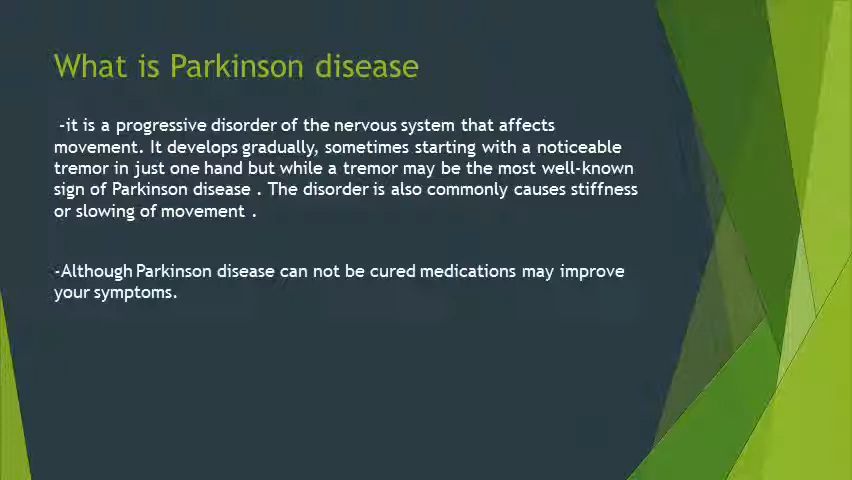 What is Parkinson disease
-it is a progressive disorder of the nervous system that affects
movement. It develops gradually, sometimes starting with a noticeable
tremor in just one hand but while a tremor may be the most well-known
sign of Parkinson disease . The disorder is also commonly causes stiffness
or slowing of movement .
-Although Parkinson disease can not be cured medications may improve
your symptoms.